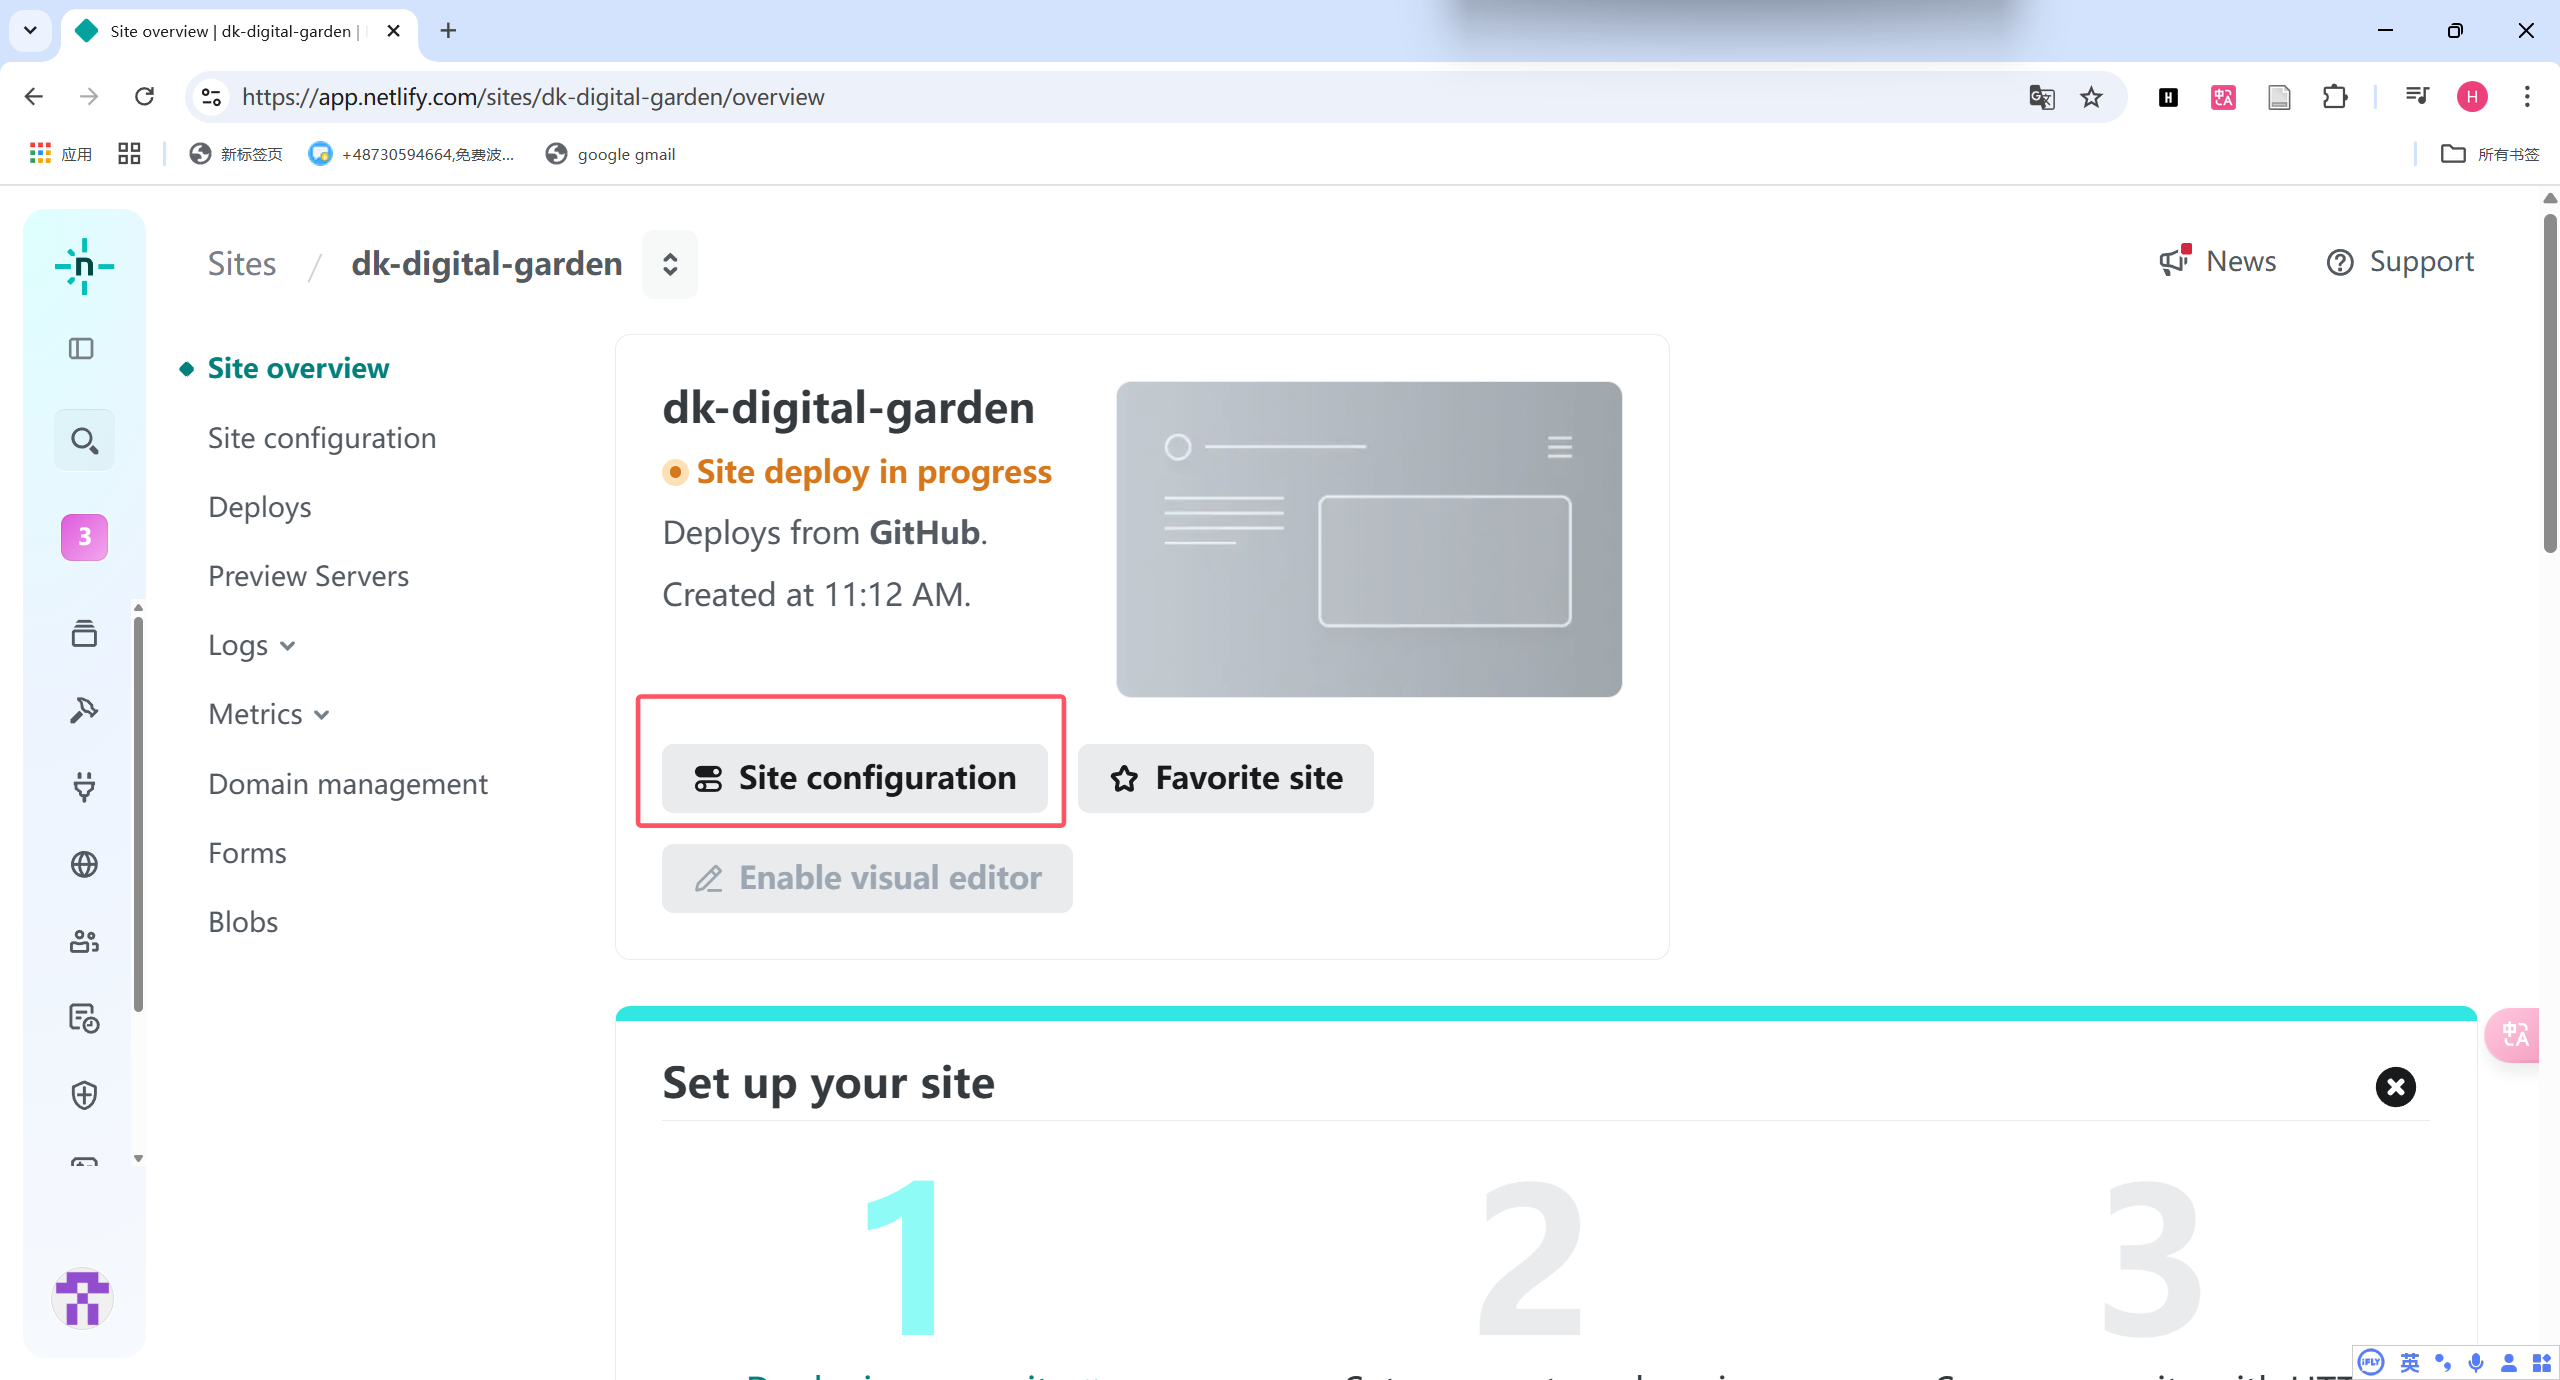 Site overview | dk-digital-garden |
https://app.netlify.com/sites/dk-digital-garden/overview
H
H
应用
新标签页
+48730594664,免费波...
google gmail
所有书签
n
Sites / dk-digital-garden
News
Support
3
Site overview
Site configuration
Deploys
Preview Servers
Logs
Metrics
Domain management
Forms
Blobs
dk-digital-garden
Site deploy in progress
Deploys from GitHub.
Created at 11:12 AM.
Site configuration
Favorite site
Enable visual editor
Set up your site
1
2
3
中A
iFLY 英